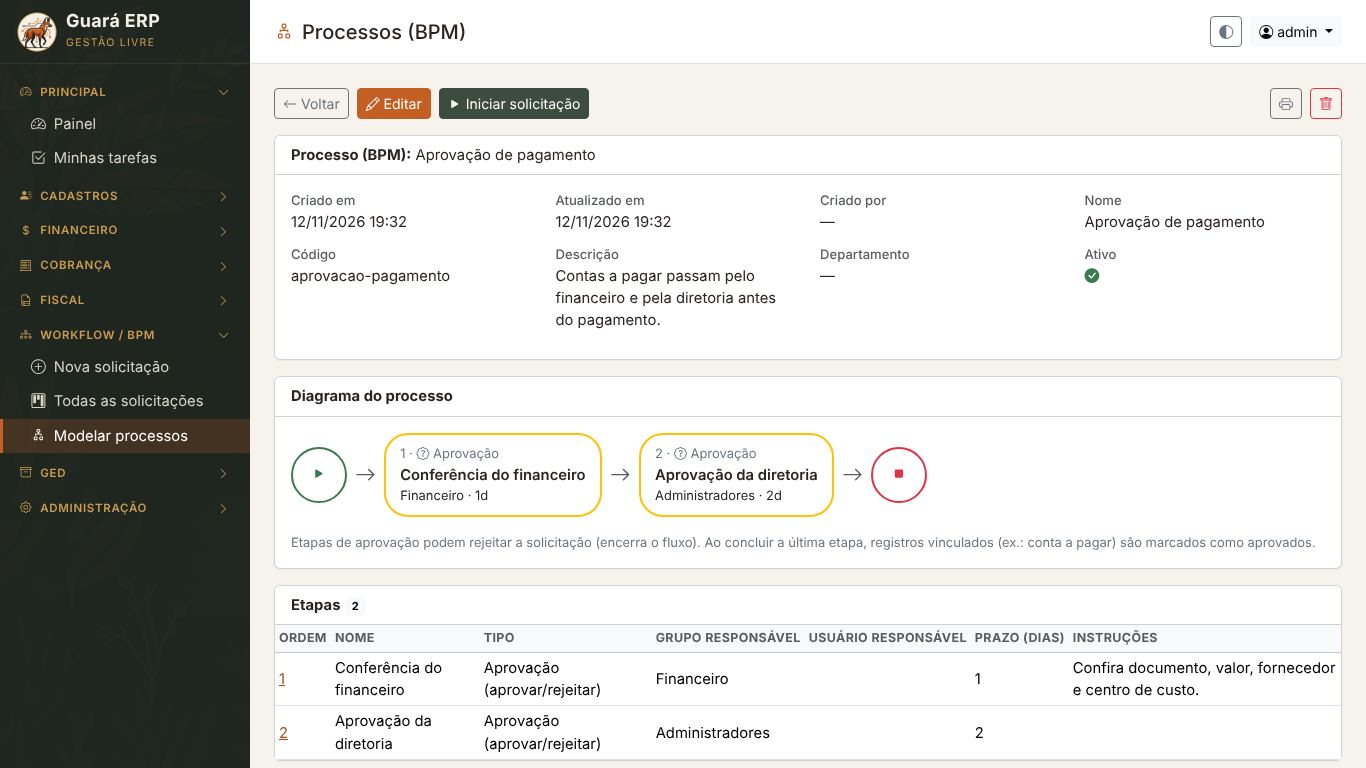 Guará ERP
GESTÃO LIVRE
Processos (BPM)
admin
PRINCIPAL
Painel
Minhas tarefas
CADASTROS
FINANCEIRO
COBRANÇA
FISCAL
WORKFLOW / BPM
Nova solicitação
Todas as solicitações
Modelar processos
GED
ADMINISTRAÇÃO
Voltar
Editar
Iniciar solicitação
Processo (BPM): Aprovação de pagamento
Criado em
12/11/2026 19:32
Atualizado em
12/11/2026 19:32
Criado por
—
Nome
Aprovação de pagamento
Código
aprovacao-pagamento
Descrição
Contas a pagar passam pelo
financeiro e pela diretoria antes
do pagamento.
Departamento
—
Ativo
Diagrama do processo
1 · Aprovação
Conferência do financeiro
Financeiro · 1d
2 · Aprovação
Aprovação da diretoria
Administradores · 2d
Etapas de aprovação podem rejeitar a solicitação (encerra o fluxo). Ao concluir a última etapa, registros vinculados (ex.: conta a pagar) são marcados como aprovados.
Etapas 2
ORDEM NOME TIPO GRUPO RESPONSÁVEL USUÁRIO RESPONSÁVEL PRAZO (DIAS) INSTRUÇÕES
1
Conferência do
financeiro
Aprovação
(aprovar/rejeitar)
Financeiro
1
Confira documento, valor, fornecedor
e centro de custo.
2
Aprovação da
diretoria
Aprovação
(aprovar/rejeitar)
Administradores
2